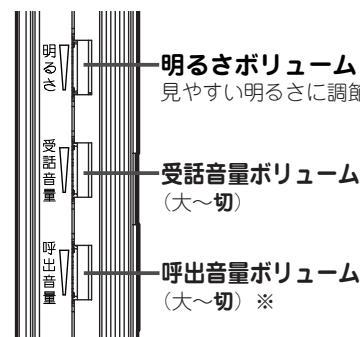 明るさ
明るさボリューム
見やすい明るさに調節
受話音量
受話音量ボリューム
（大～切）
呼出音量
呼出音量ボリューム
（大～切）※